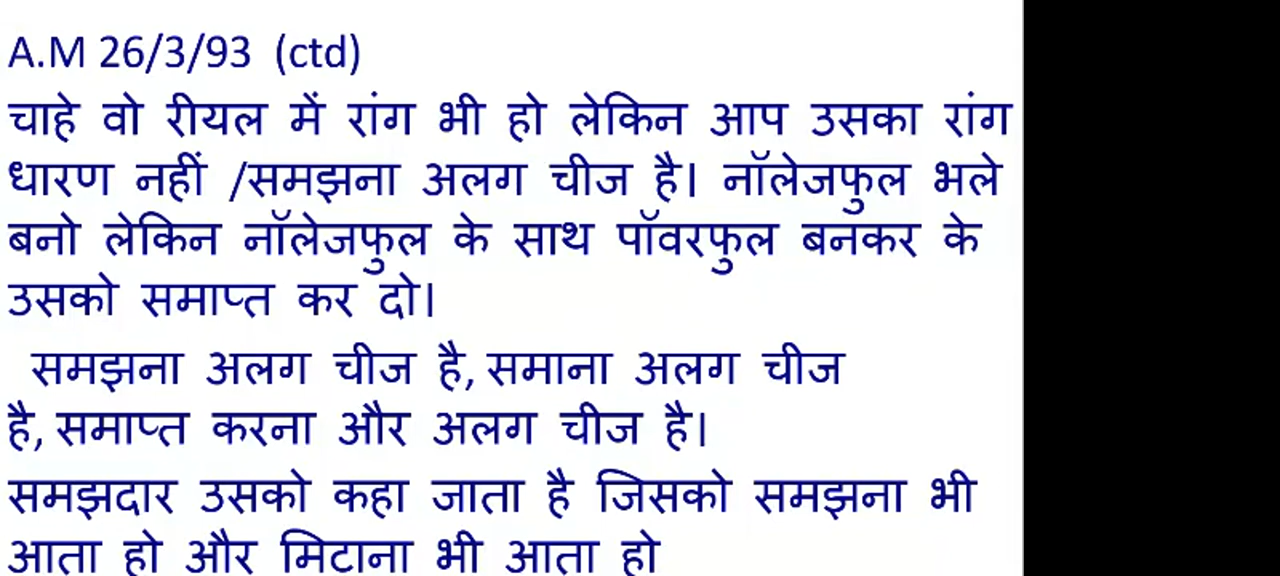 A.M 26/3/93 (ctd)
चाहे वो रीयल में रांग भी हो लेकिन आप उसका रांग
धारण नहीं /समझना अलग चीज है। नॉलेजफुल भले
बनो लेकिन नॉलेजफुल के साथ पॉवरफुल बनकर के
उसको समाप्त कर दो।
समझना अलग चीज है, समाना अलग चीज
है, समाप्त करना और अलग चीज है।
समझदार उसको कहा जाता है जिसको समझना भी
आता हो और मिटाना भी आता हो